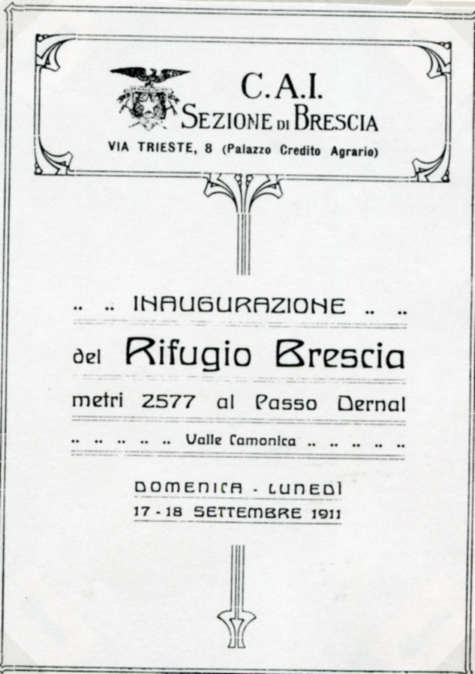 C.A.I.
SEZIONE DI BRESCIA
VIA TRIESTE, 8 (Palazzo Credito Agrario)
.. .. INAUGURAZIONE .. ..
del Rifugio Brescia
metri 2577 al Passo Dernal
.. .. .. .. .. Valle Camonica .. .. .. .. ..
DOMENICA - LUNEDÌ
17 - 18 SETTEMBRE 1911